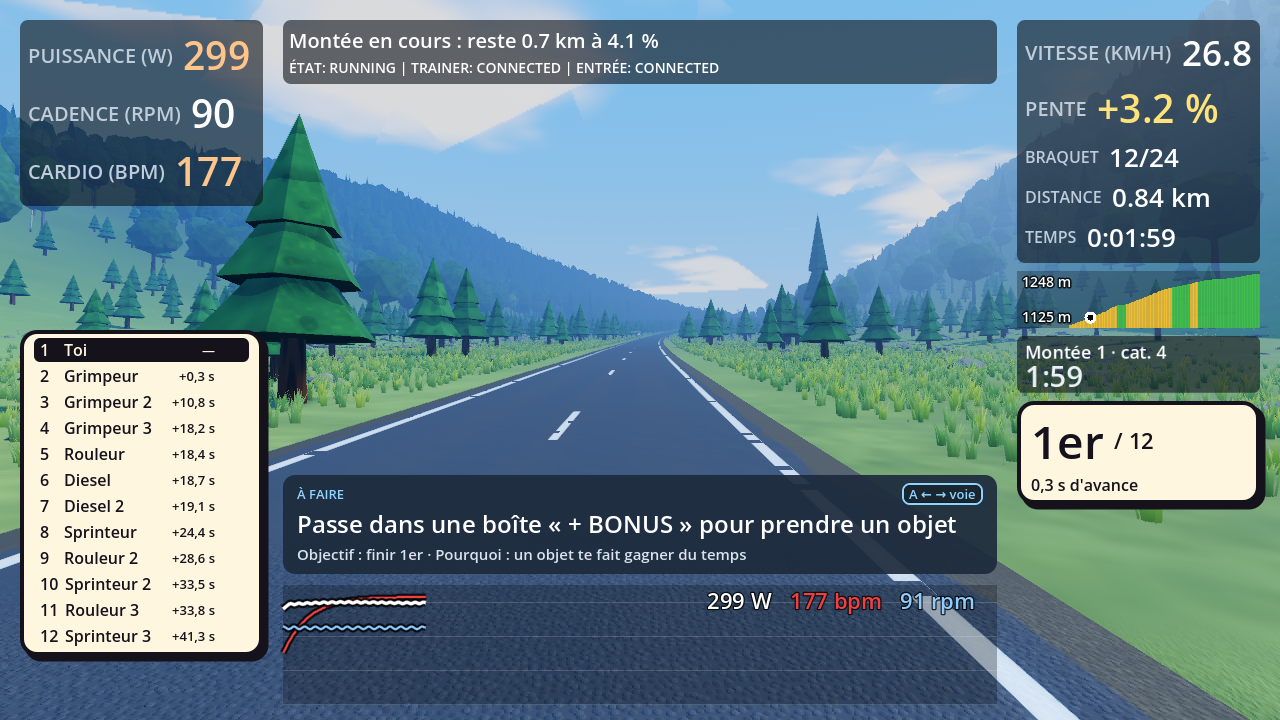 PUISSANCE (W) 299
CADENCE (RPM) 90
CARDIO (BPM) 177
Montée en cours : reste 0.7 km à 4.1 %
ÉTAT: RUNNING | TRAINER: CONNECTED | ENTRÉE: CONNECTED
VITESSE (KM/H) 26.8
PENTE +3.2 %
BRAQUET 12/24
DISTANCE 0.84 km
TEMPS 0:01:59
1248 m
1125 m
Montée 1 · cat. 4
1:59
1er / 12
0,3 s d'avance
1 Toi —
2 Grimpeur +0,3 s
3 Grimpeur 2 +10,8 s
4 Grimpeur 3 +18,2 s
5 Rouleur +18,4 s
6 Diesel +18,7 s
7 Diesel 2 +19,1 s
8 Sprinteur +24,4 s
9 Rouleur 2 +28,6 s
10 Sprinteur 2 +33,5 s
11 Rouleur 3 +33,8 s
12 Sprinteur 3 +41,3 s
À FAIRE
A ← → voie
Passe dans une boîte « + BONUS » pour prendre un objet
Objectif : finir 1er · Pourquoi : un objet te fait gagner du temps
299 W 177 bpm 91 rpm